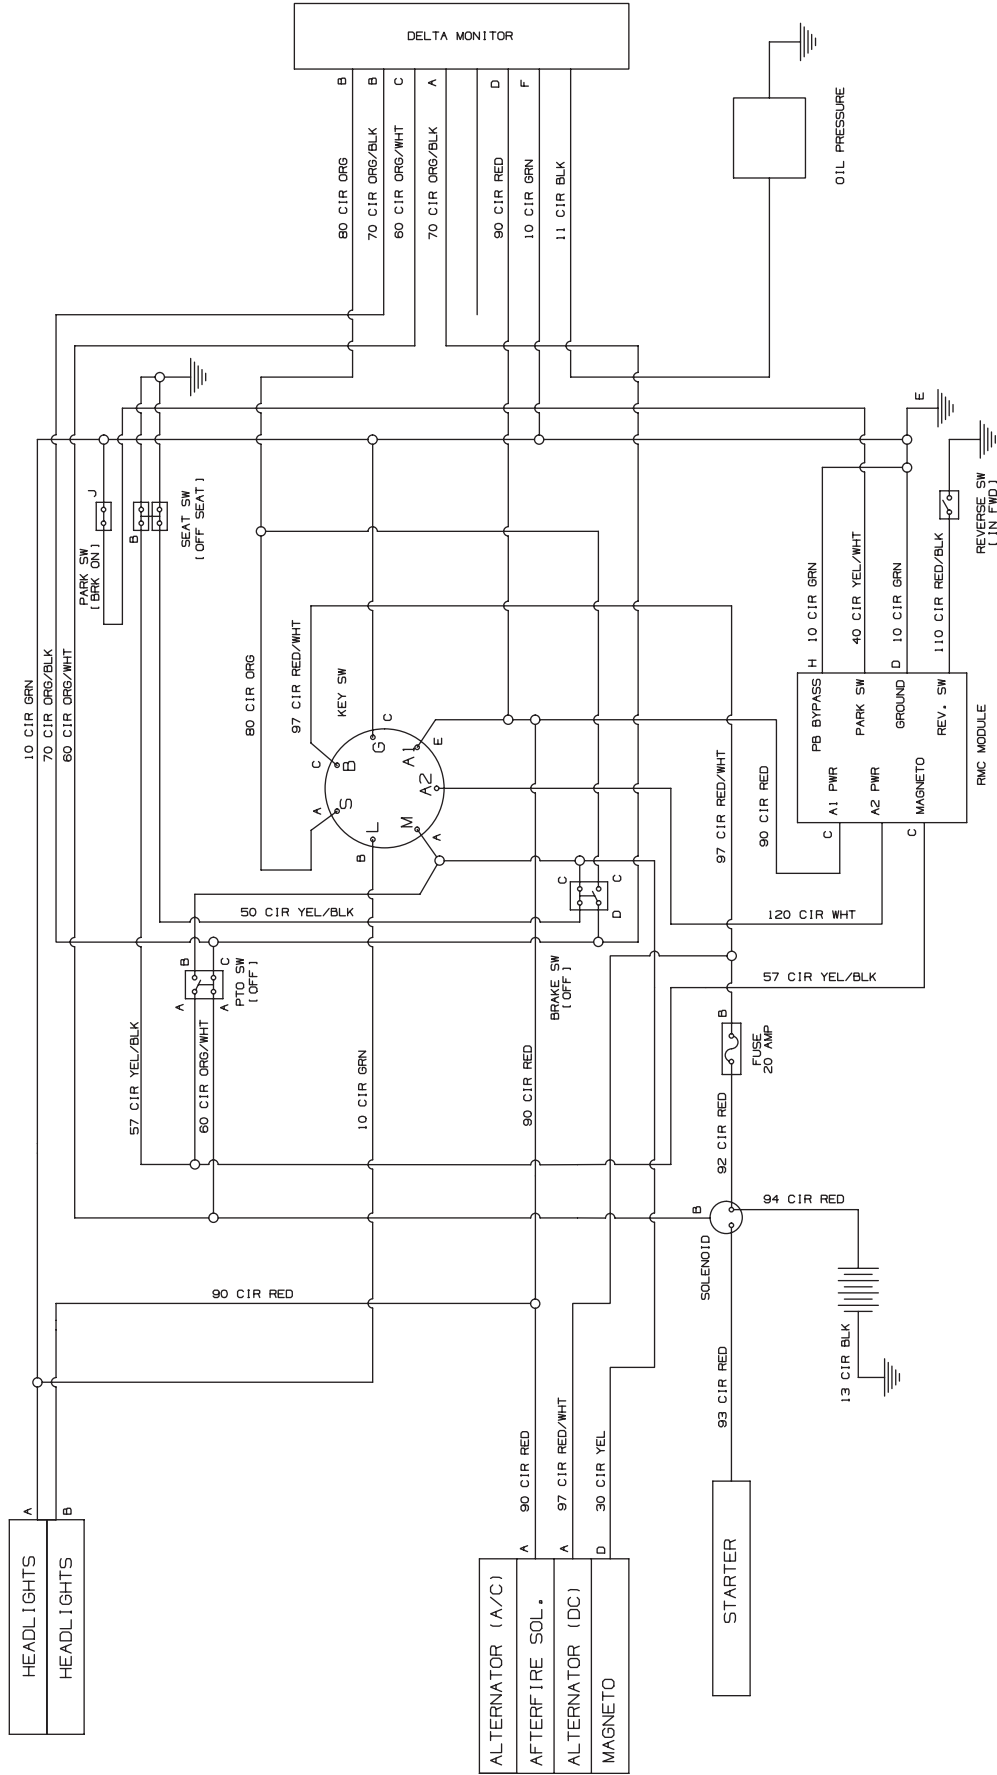 DELTA MONITOR
B
B
C
A
D
F
80 CIR ORG
70 CIR ORG/BLK
60 CIR ORG/WHT
70 CIR ORG/BLK
90 CIR RED
10 CIR GRN
11 CIR BLK
OIL PRESSURE
E
J
B
PARK SW
[BRK ON]
SEAT SW
[OFF SEAT]
REVERSE SW
[IN FWD]
10 CIR GRN
70 CIR ORG/BLK
60 CIR ORG/WHT
80 CIR ORG
97 CIR RED/WHT
KEY SW
H
10 CIR GRN
40 CIR YEL/WHT
D
10 CIR GRN
110 CIR RED/BLK
PB BYPASS
PARK SW
GROUND
REV. SW
A1 PWR
A2 PWR
MAGNETO
RMC MODULE
C
B
A
S
G
C
A1
E
A2
L
B
M
A
97 CIR RED/WHT
90 CIR RED
C
C
50 CIR YEL/BLK
C
C
D
120 CIR WHT
B
C
A
A
PTO SW
[OFF]
BRAKE SW
[OFF]
57 CIR YEL/BLK
B
FUSE
20 AMP
57 CIR YEL/BLK
60 CIR ORG/WHT
10 CIR GRN
90 CIR RED
92 CIR RED
B
SOLENOID
94 CIR RED
90 CIR RED
13 CIR BLK
93 CIR RED
A
B
HEADLIGHTS
HEADLIGHTS
90 CIR RED
97 CIR RED/WHT
30 CIR YEL
A
A
D
ALTERNATOR (A/C)
AFTERFIRE SOL.
ALTERNATOR (DC)
MAGNETO
STARTER